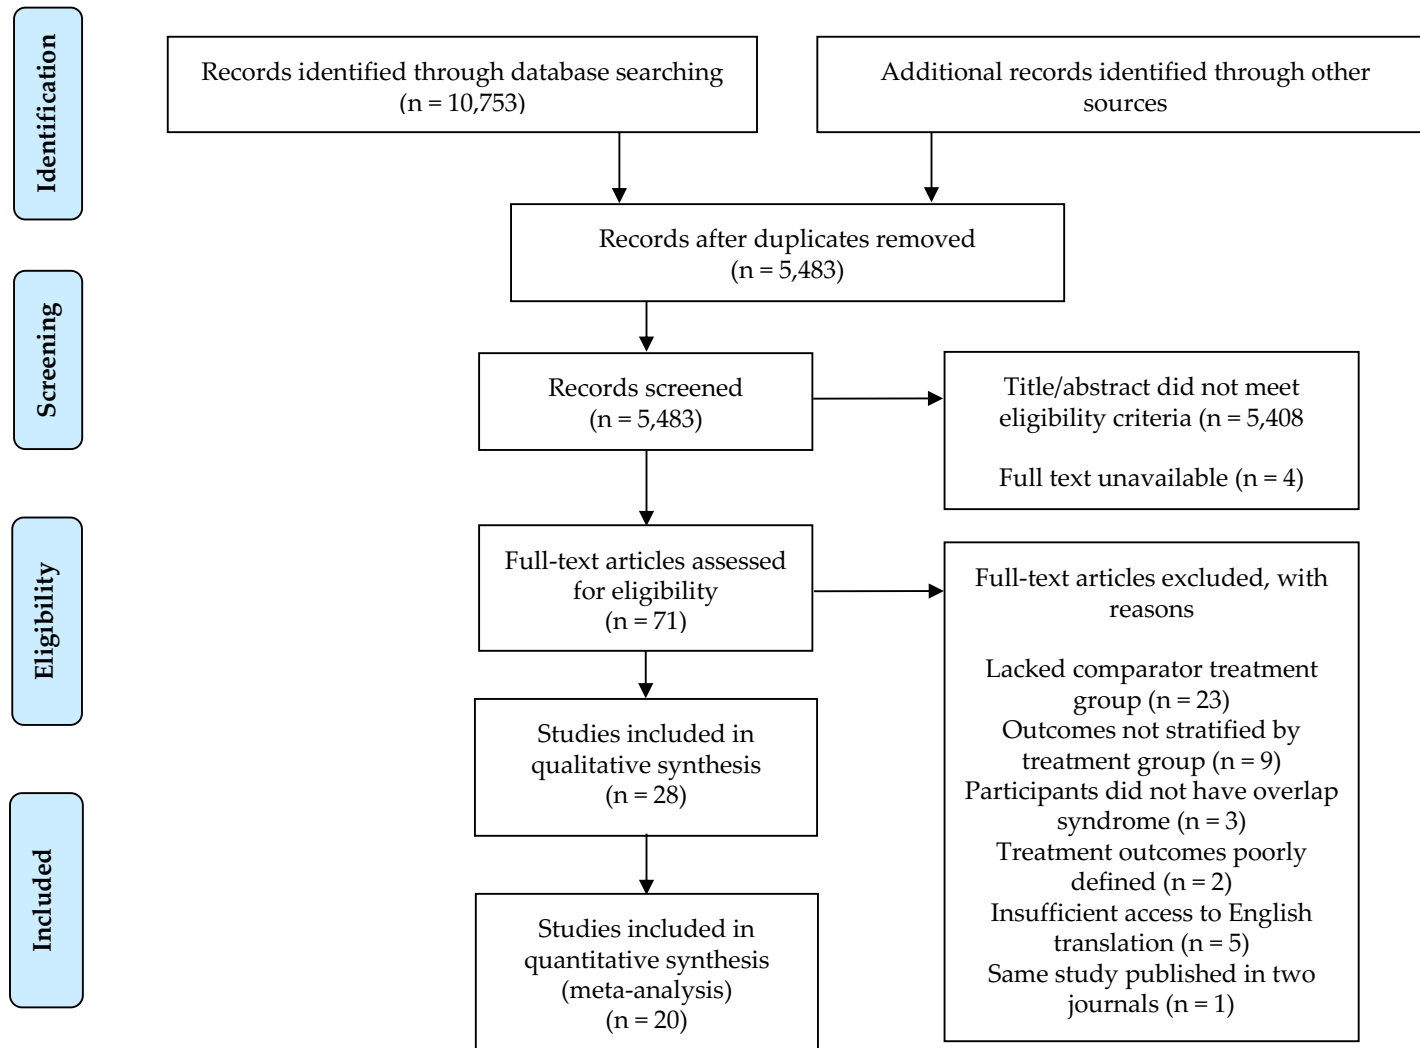 Identification
Records identified through database searching
(n = 10,753)
Additional records identified through other
sources
Records after duplicates removed
(n = 5,483)
Screening
Records screened
(n = 5,483)
Title/abstract did not meet
eligibility criteria (n = 5,408
Full text unavailable (n = 4)
Eligibility
Full-text articles assessed
for eligibility
(n = 71)
Full-text articles excluded, with
reasons
Lacked comparator treatment
group (n = 23)
Outcomes not stratified by
treatment group (n = 9)
Participants did not have overlap
syndrome (n = 3)
Treatment outcomes poorly
defined (n = 2)
Insufficient access to English
translation (n = 5)
Same study published in two
journals (n = 1)
Studies included in
qualitative synthesis
(n = 28)
Included
Studies included in
quantitative synthesis
(meta-analysis)
(n = 20)